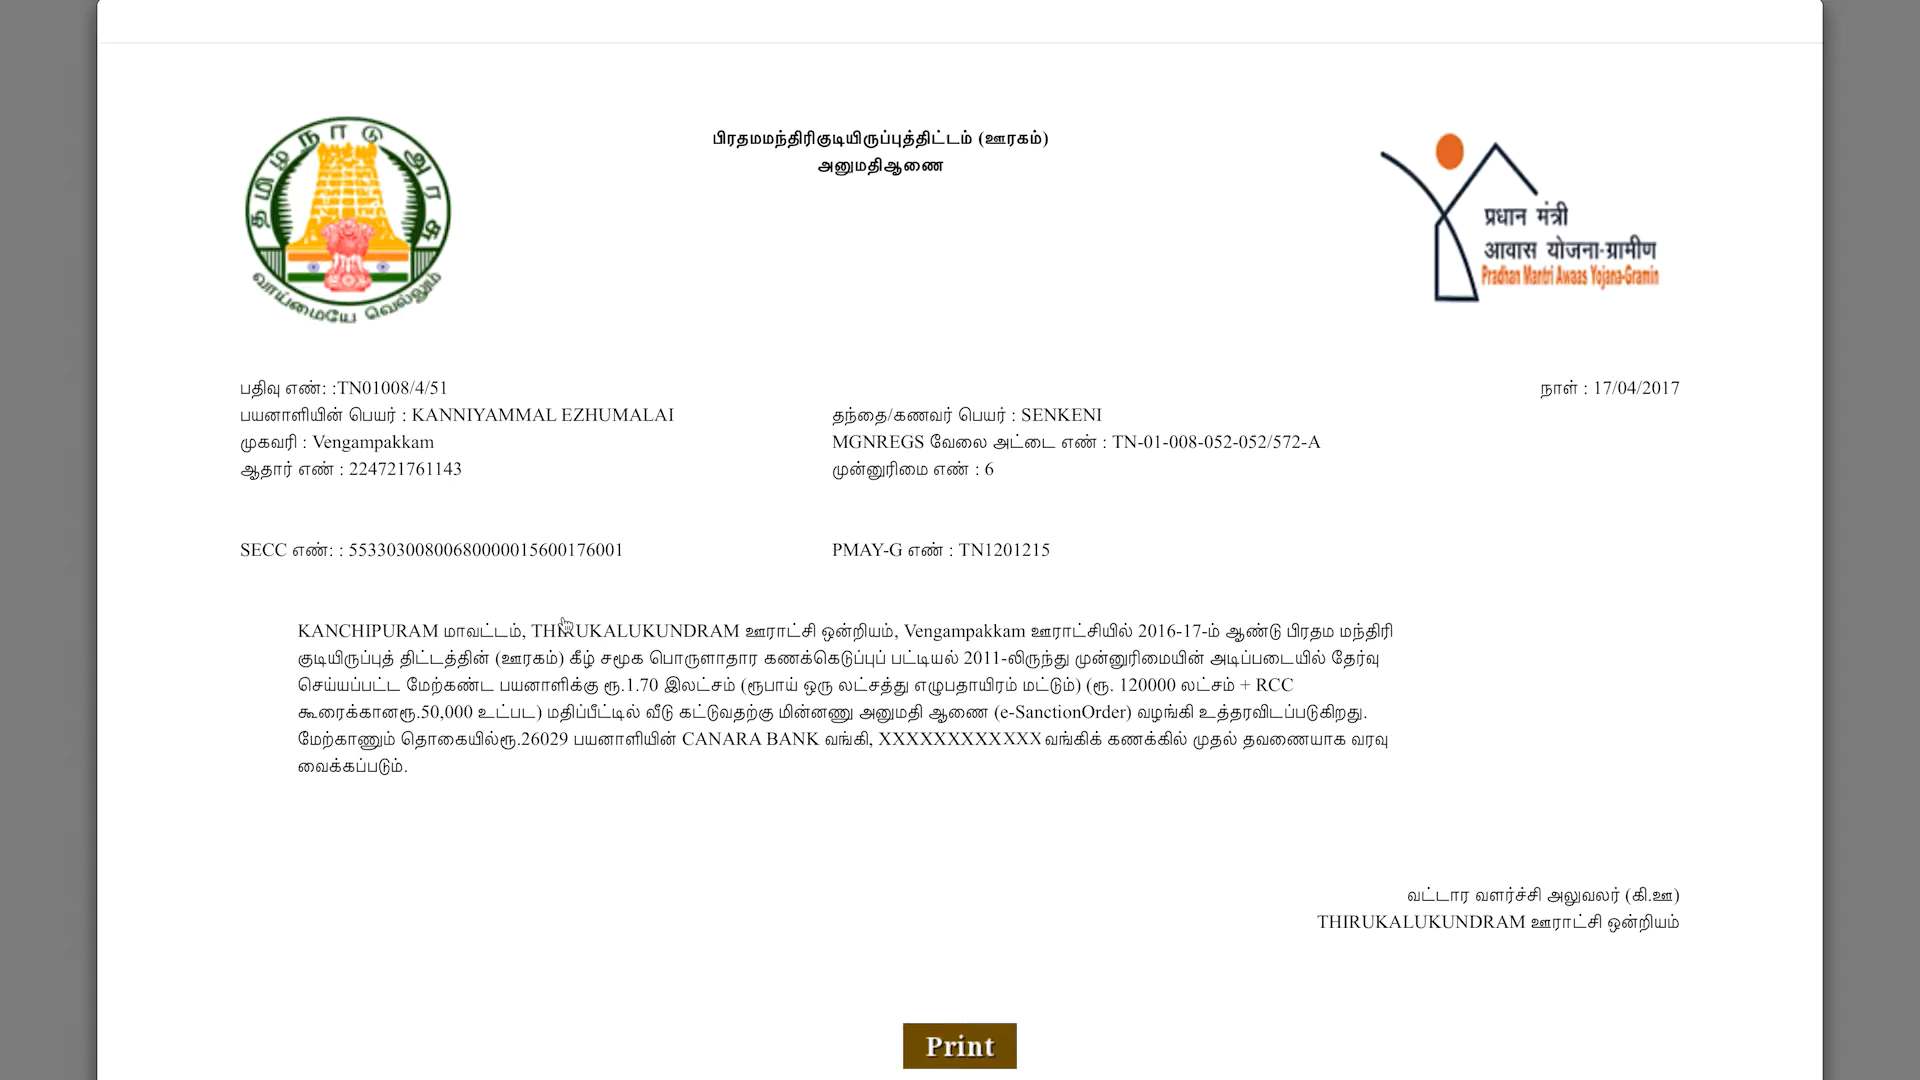 தமிழ் நாடு அரசு
வாய்மையே வெல்லும்
பிரதமமந்திரிகுடியிருப்புத்திட்டம் (ஊரகம்)
அனுமதிஆணை
प्रधान मंत्री
आवास योजना-ग्रामीण
Pradhan Mantri Awaas Yojana-Gramin
பதிவு எண்: :TN01008/4/51
நாள் : 17/04/2017
பயனாளியின் பெயர் : KANNIYAMMAL EZHUMALAI
தந்தை/கணவர் பெயர் : SENKENI
முகவரி : Vengampakkam
MGNREGS வேலை அட்டை எண் : TN-01-008-052-052/572-A
ஆதார் எண் : 224721761143
முன்னுரிமை எண் : 6
SECC எண்: : 553303008006800000156001​76001
PMAY-G எண் : TN1201215
KANCHIPURAM மாவட்டம், THIRUKALUKUNDRAM ஊராட்சி ஒன்றியம், Vengampakkam ஊராட்சியில் 2016-17-ம் ஆண்டு பிரதம மந்திரி
குடியிருப்புத் திட்டத்தின் (ஊரகம்) கீழ் சமூக பொருளாதார கணக்கெடுப்புப் பட்டியல் 2011-லிருந்து முன்னுரிமையின் அடிப்படையில் தேர்வு
செய்யப்பட்ட மேற்கண்ட பயனாளிக்கு ரூ.1.70 இலட்சம் (ரூபாய் ஒரு லட்சத்து எழுபதாயிரம் மட்டும்) (ரூ. 120000 லட்சம் + RCC
கூரைக்கானரூ.50,000 உட்பட) மதிப்பீட்டில் வீடு கட்டுவதற்கு மின்னணு அனுமதி ஆணை (e-SanctionOrder) வழங்கி உத்தரவிடப்படுகிறது.
மேற்காணும் தொகையில்ரூ.26029 பயனாளியின் CANARA BANK வங்கி, XXXXXXXXXXXXX வங்கிக் கணக்கில் முதல் தவணையாக வரவு
வைக்கப்படும்.
வட்டார வளர்ச்சி அலுவலர் (கி.ஊ)
THIRUKALUKUNDRAM ஊராட்சி ஒன்றியம்
Print